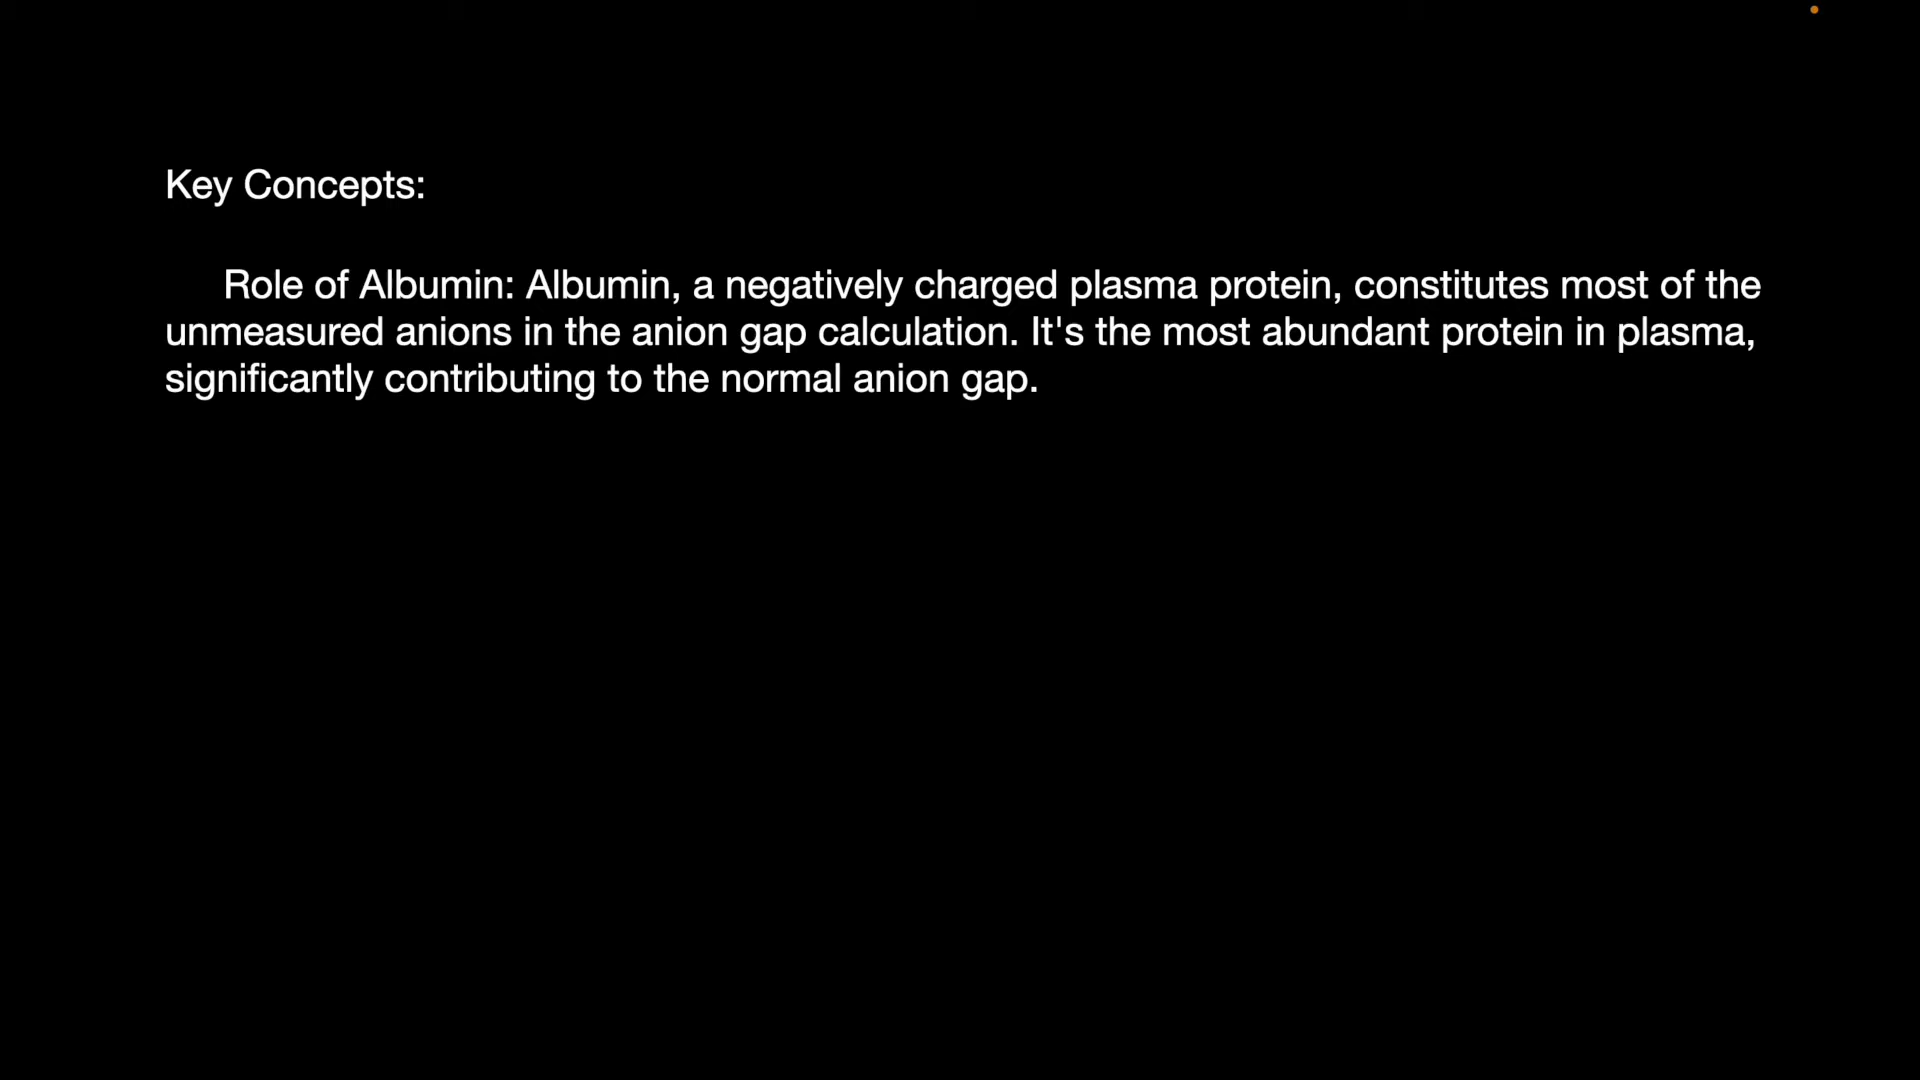 Key Concepts:
Role of Albumin: Albumin, a negatively charged plasma protein, constitutes most of the
unmeasured anions in the anion gap calculation. It's the most abundant protein in plasma,
significantly contributing to the normal anion gap.